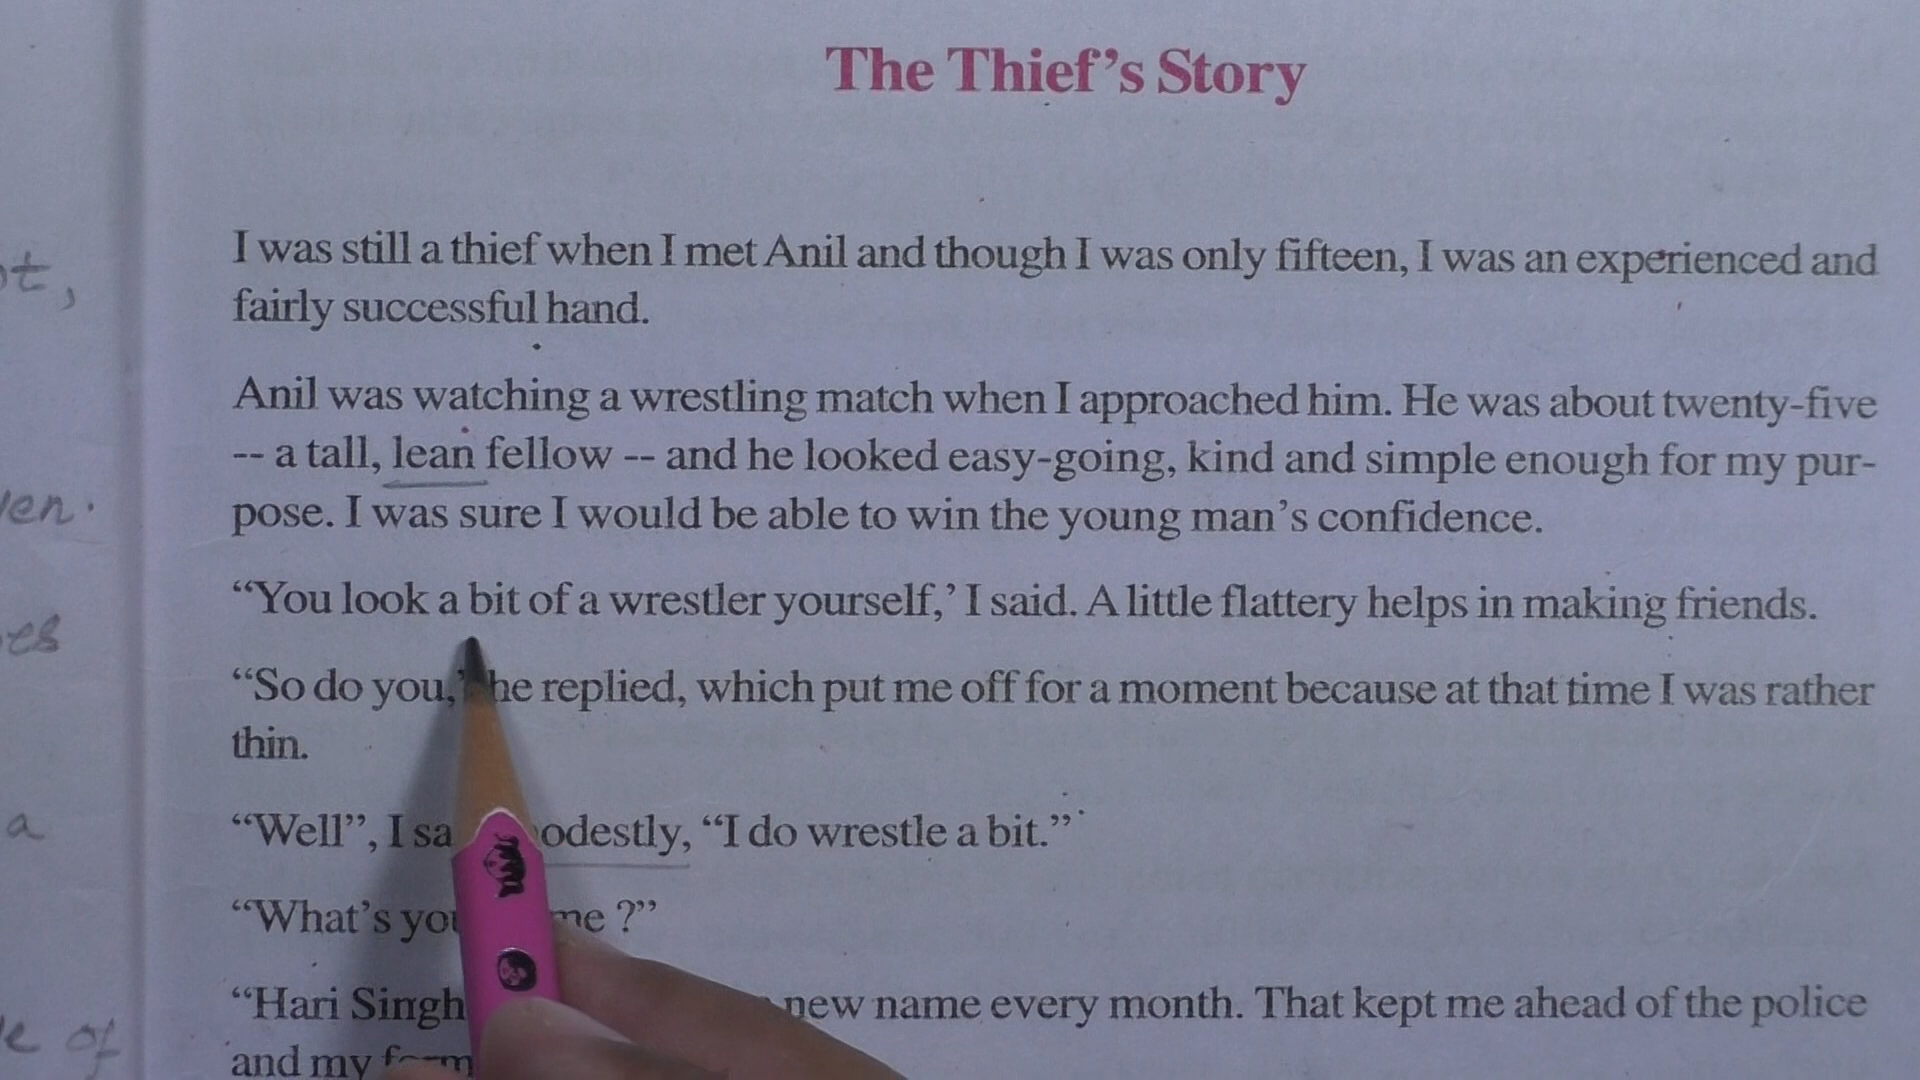 The Thief's Story
I was still a thief when I met Anil and though I was only fifteen, I was an experienced and
fairly successful hand.
Anil was watching a wrestling match when I approached him. He was about twenty-five
-- a tall, lean fellow -- and he looked easy-going, kind and simple enough for my pur-
pose. I was sure I would be able to win the young man's confidence.
“You look a bit of a wrestler yourself,’ I said. A little flattery helps in making friends.
“So do you,’ he replied, which put me off for a moment because at that time I was rather
thin.
“Well”, I odestly, “I do wrestle a bit.”
“What's me ?”
“Hari Singh new name every month. That kept me ahead of the police
and my
ven.
es
a
of